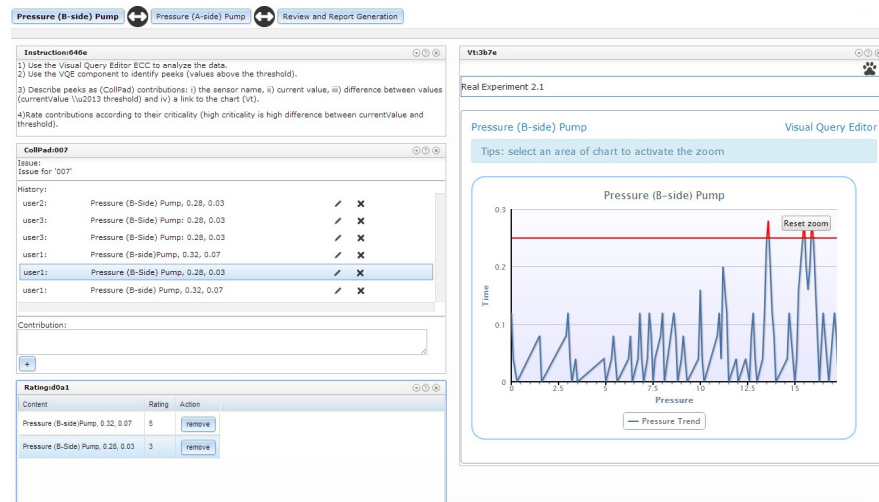 Pressure (B-side) Pump
Pressure (A-side) Pump
Review and Report Generation
Instruction:646e
1) Use the Visual Query Editor ECC to analyze the data.
2) Use the VQE component to identify peeks (values above the threshold).
3) Describe peeks as (CollPad) contributions: i) the sensor name, ii) current value, iii) difference between values
(currentValue \\u2013 threshold) and iv) a link to the chart (Vt).
4)Rate contributions according to their criticality (high criticality is high difference between currentValue and
threshold).
CollPad:007
Issue:
Issue for '007'
History:
user2: Pressure (B-Side) Pump, 0.28, 0.03
user3: Pressure (B-Side) Pump: 0.28, 0.03
user3: Pressure (B-Side) Pump: 0.28, 0.03
user1: Pressure (B-side)Pump, 0.32, 0.07
user1: Pressure (B-Side) Pump, 0.28, 0.03
user1: Pressure (B-side) Pump, 0.32, 0.07
Contribution:
+
Rating:d0a1
Content Rating Action
Pressure (B-side)Pump, 0.32, 0.07 5 remove
Pressure (B-Side) Pump, 0.28, 0.03 3 remove
Vt:3b7e
Real Experiment 2.1
Pressure (B-side) Pump
Visual Query Editor
Tips: select an area of chart to activate the zoom
Pressure (B-side) Pump
Reset zoom
0.3
0.2
0.1
0
Time
0 2.5 5 7.5 10 12.5 15
Pressure
Pressure Trend